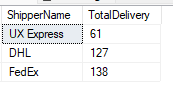 ShipperName TotalDelivery
UX Express 61
DHL 127
FedEx 138